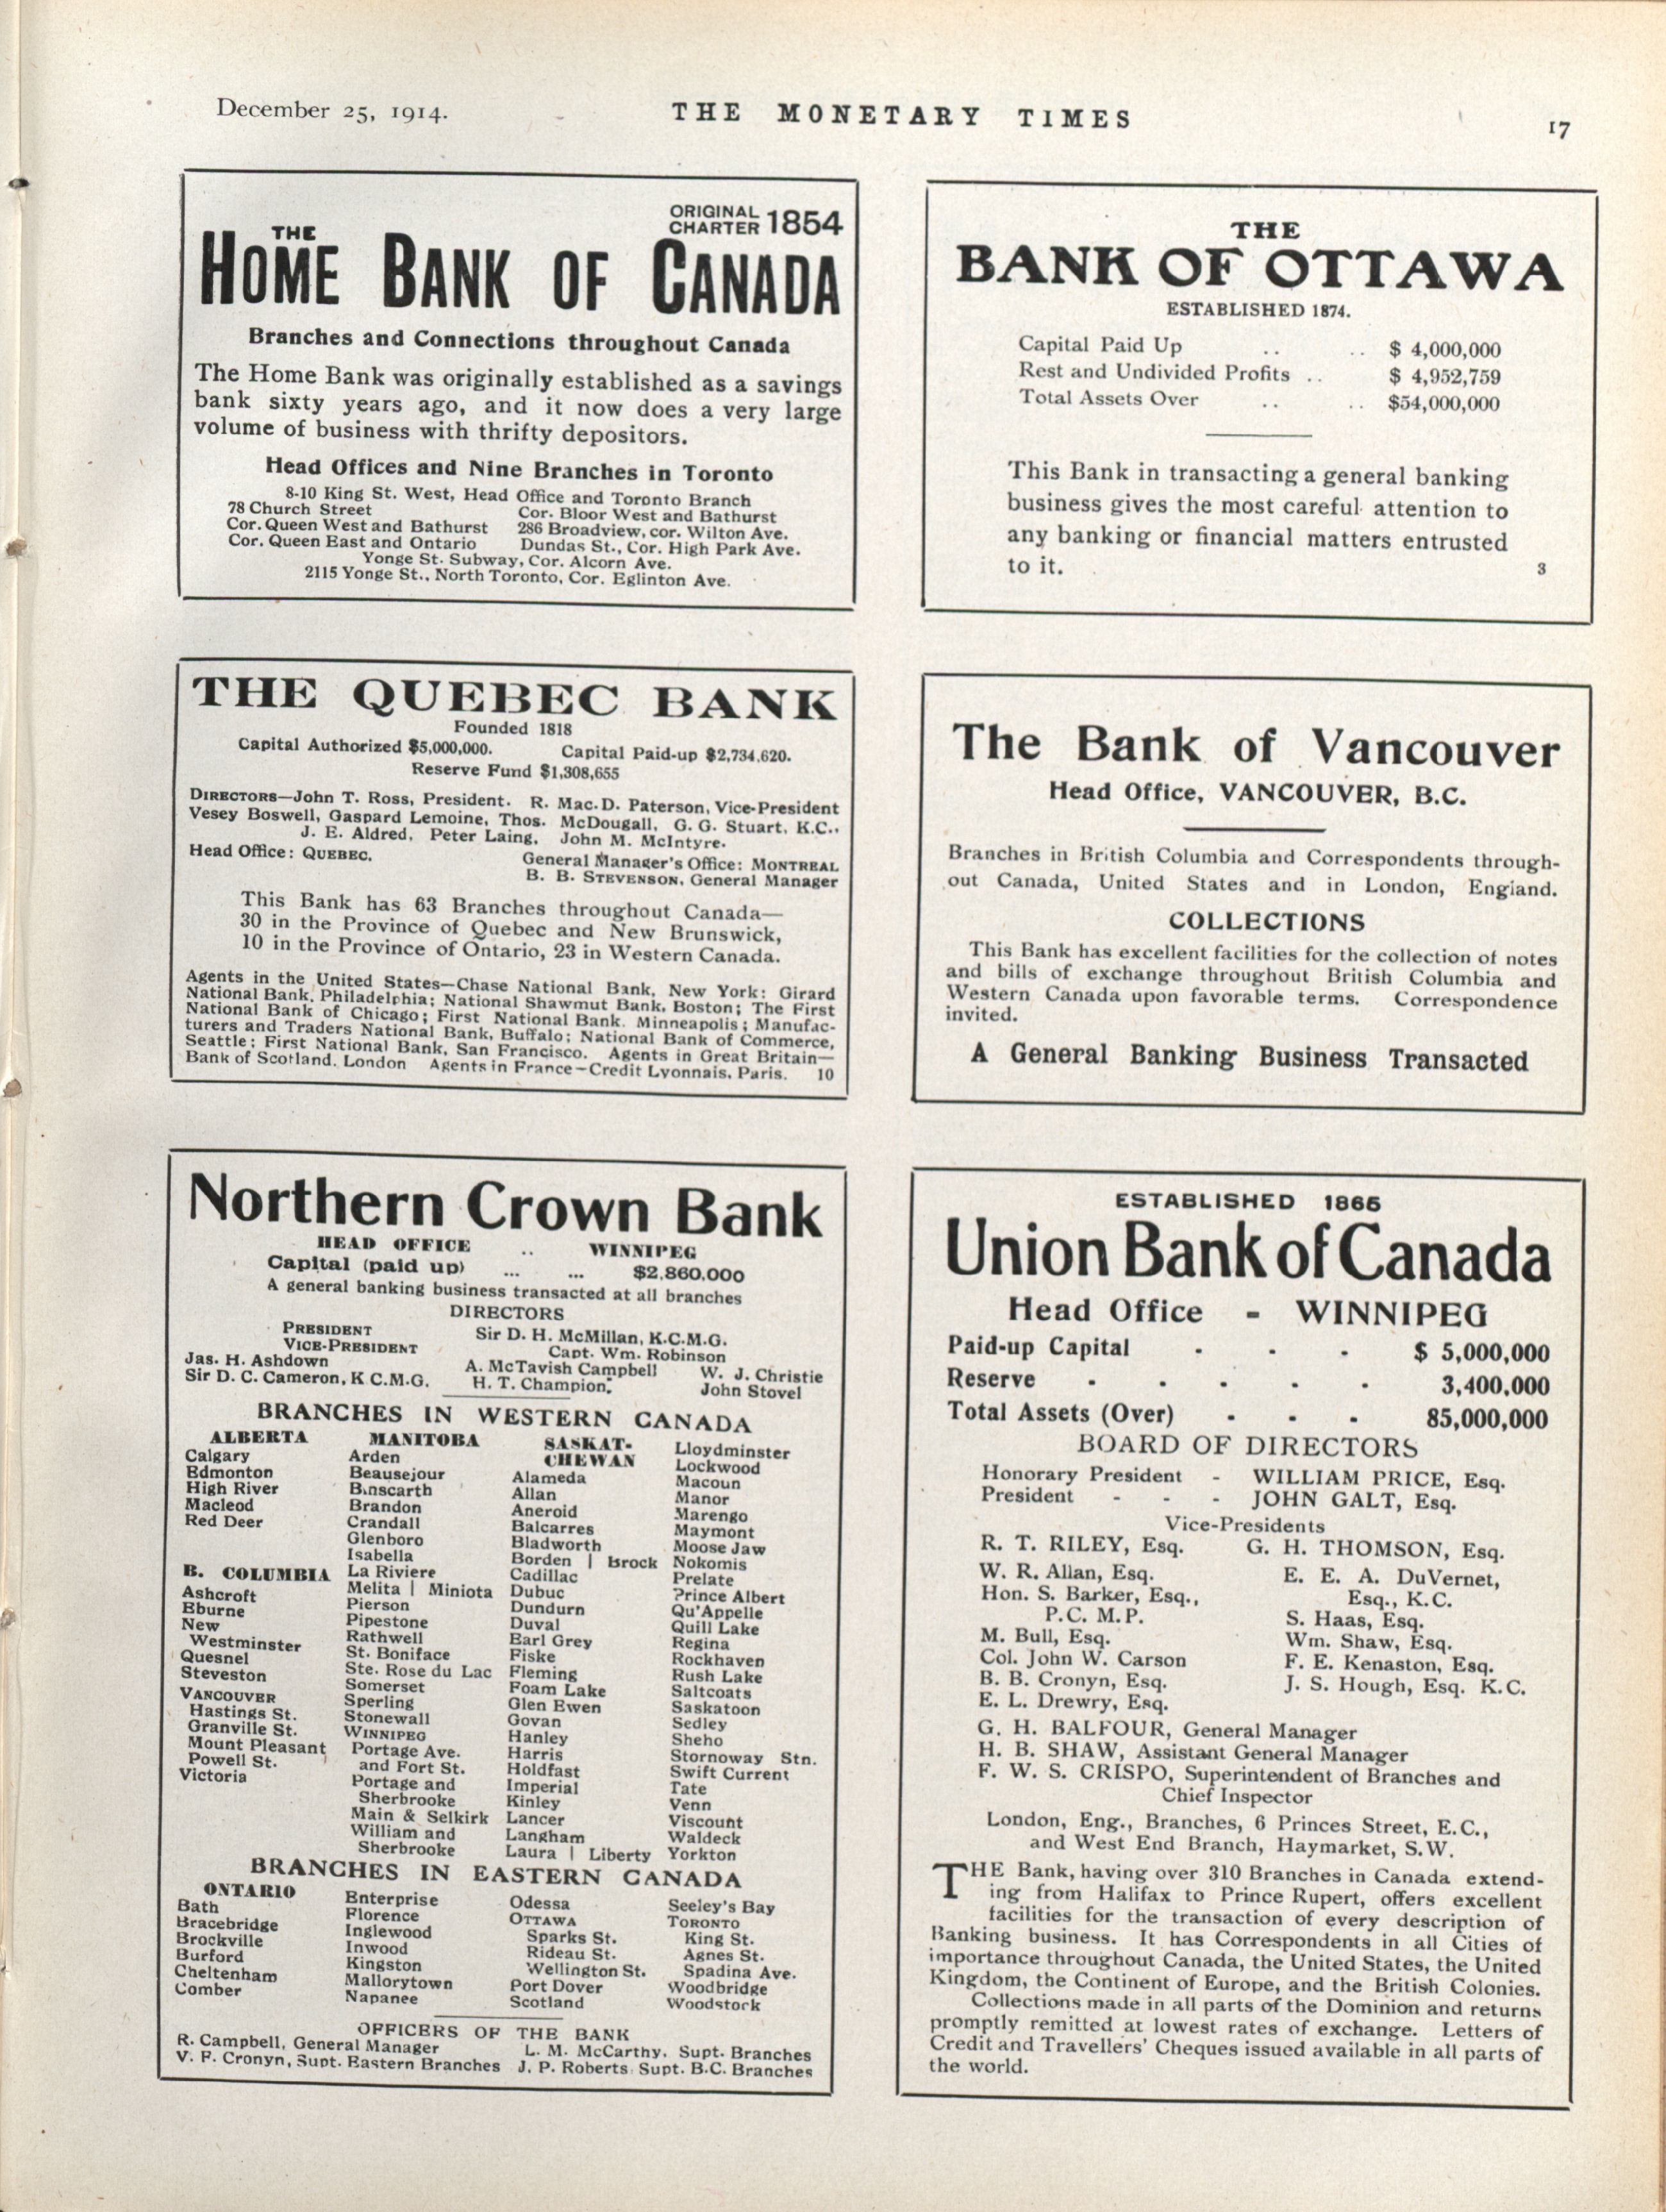 December 25, 1914.
THE MONETARY TIMES
17
ORIGINAL
CHARTER 1854
THE
HOME BANK OF CANADA
Branches and Connections throughout Canada
The Home Bank was originally established as a savings
bank sixty years ago, and it now does a very large
volume of business with thrifty depositors.
Head Offices and Nine Branches in Toronto
8-10 King St. West, Head Office and Toronto Branch
78 Church Street Cor. Bloor West and Bathurst
Cor. Queen West and Bathurst 286 Broadview, cor. Wilton Ave.
Cor. Queen East and Ontario Dundas St., Cor. High Park Ave.
Yonge St. Subway, Cor. Alcorn Ave.
2115 Yonge St., North Toronto, Cor. Eglinton Ave.
THE
BANK OF OTTAWA
ESTABLISHED 1874.
Capital Paid Up .. .. $ 4,000,000
Rest and Undivided Profits .. $ 4,952,759
Total Assets Over .. .. $54,000,000
This Bank in transacting a general banking
business gives the most careful attention to
any banking or financial matters entrusted
to it. 3
THE QUEBEC BANK
Founded 1818
Capital Authorized $5,000,000. Capital Paid-up $2,734,620.
Reserve Fund $1,308,655
DIRECTORS—John T. Ross, President. R. Mac.D. Paterson, Vice-President
Vesey Boswell, Gaspard Lemoine, Thos. McDougall, G. G. Stuart, K.C.,
J. E. Aldred, Peter Laing, John M. McIntyre.
Head Office: QUEBEC. General Manager's Office: MONTREAL
B. B. STEVENSON, General Manager
This Bank has 63 Branches throughout Canada—
30 in the Province of Quebec and New Brunswick,
10 in the Province of Ontario, 23 in Western Canada.
Agents in the United States—Chase National Bank, New York: Girard
National Bank, Philadelphia; National Shawmut Bank, Boston; The First
National Bank of Chicago; First National Bank. Minneapolis; Manufac-
turers and Traders National Bank, Buffalo; National Bank of Commerce,
Seattle; First National Bank, San Francisco. Agents in Great Britain—
Bank of Scotland. London Agents in France—Credit Lyonnais, Paris. 10
The Bank of Vancouver
Head Office, VANCOUVER, B.C.
Branches in British Columbia and Correspondents through-
out Canada, United States and in London, England.
COLLECTIONS
This Bank has excellent facilities for the collection of notes
and bills of exchange throughout British Columbia and
Western Canada upon favorable terms. Correspondence
invited.
A General Banking Business Transacted
Northern Crown Bank
HEAD OFFICE .. WINNIPEG
Capital (paid up) ... ... $2,860,000
A general banking business transacted at all branches
DIRECTORS
PRESIDENT Sir D. H. McMillan, K.C.M.G.
VICE-PRESIDENT Capt. Wm. Robinson
Jas. H. Ashdown A. McTavish Campbell W. J. Christie
Sir D. C. Cameron, K C.M.G. H. T. Champion, John Stovel
BRANCHES IN WESTERN CANADA
ALBERTA
Calgary
Edmonton
High River
Macleod
Red Deer
B. COLUMBIA
Ashcroft
Eburne
New
Westminster
Quesnel
Steveston
VANCOUVER
Hastings St.
Granville St.
Mount Pleasant
Powell St.
Victoria
MANITOBA
Arden
Beausejour
Binscarth
Brandon
Crandall
Glenboro
Isabella
La Riviere
Melita | Miniota
Pierson
Pipestone
Rathwell
St. Boniface
Ste. Rose du Lac
Somerset
Sperling
Stonewall
WINNIPEG
Portage Ave.
and Fort St.
Portage and
Sherbrooke
Main & Selkirk
William and
Sherbrooke
SASKAT-
CHEWAN
Alameda
Allan
Aneroid
Balcarres
Bladworth
Borden | Brock
Cadillac
Dubuc
Dundurn
Duval
Earl Grey
Fiske
Fleming
Foam Lake
Glen Ewen
Govan
Hanley
Harris
Holdfast
Imperial
Kinley
Lancer
Langham
Laura | Liberty
Lloydminster
Lockwood
Macoun
Manor
Marengo
Maymont
Moose Jaw
Nokomis
Prelate
Prince Albert
Qu'Appelle
Quill Lake
Regina
Rockhaven
Rush Lake
Saltcoats
Saskatoon
Sedley
Sheho
Stornoway Stn.
Swift Current
Tate
Venn
Viscount
Waldeck
Yorkton
BRANCHES IN EASTERN CANADA
ONTARIO
Bath
Bracebridge
Brockville
Burford
Cheltenham
Comber
Enterprise
Florence
Inglewood
Inwood
Kingston
Mallorytown
Napanee
Odessa
OTTAWA
Sparks St.
Rideau St.
Wellington St.
Port Dover
Scotland
Seeley's Bay
TORONTO
King St.
Agnes St.
Spadina Ave.
Woodbridge
Woodstock
OFFICERS OF THE BANK
R. Campbell, General Manager L. M. McCarthy, Supt. Branches
V. F. Cronyn, Supt. Eastern Branches J. P. Roberts, Supt. B.C. Branches
ESTABLISHED 1865
Union Bank of Canada
Head Office - WINNIPEG
Paid-up Capital - - - $ 5,000,000
Reserve - - - - - 3,400,000
Total Assets (Over) - - - 85,000,000
BOARD OF DIRECTORS
Honorary President - WILLIAM PRICE, Esq.
President - - - JOHN GALT, Esq.
Vice-Presidents
R. T. RILEY, Esq. G. H. THOMSON, Esq.
W. R. Allan, Esq.
Hon. S. Barker, Esq.,
P.C. M.P.
M. Bull, Esq.
Col. John W. Carson
B. B. Cronyn, Esq.
E. L. Drewry, Esq.
E. E. A. DuVernet,
Esq., K.C.
S. Haas, Esq.
Wm. Shaw, Esq.
F. E. Kenaston, Esq.
J. S. Hough, Esq. K.C.
G. H. BALFOUR, General Manager
H. B. SHAW, Assistant General Manager
F. W. S. CRISPO, Superintendent of Branches and
Chief Inspector
London, Eng., Branches, 6 Princes Street, E.C.,
and West End Branch, Haymarket, S.W.
THE Bank, having over 310 Branches in Canada extend-
ing from Halifax to Prince Rupert, offers excellent
facilities for the transaction of every description of
Banking business. It has Correspondents in all Cities of
importance throughout Canada, the United States, the United
Kingdom, the Continent of Europe, and the British Colonies.
Collections made in all parts of the Dominion and returns
promptly remitted at lowest rates of exchange. Letters of
Credit and Travellers' Cheques issued available in all parts of
the world.